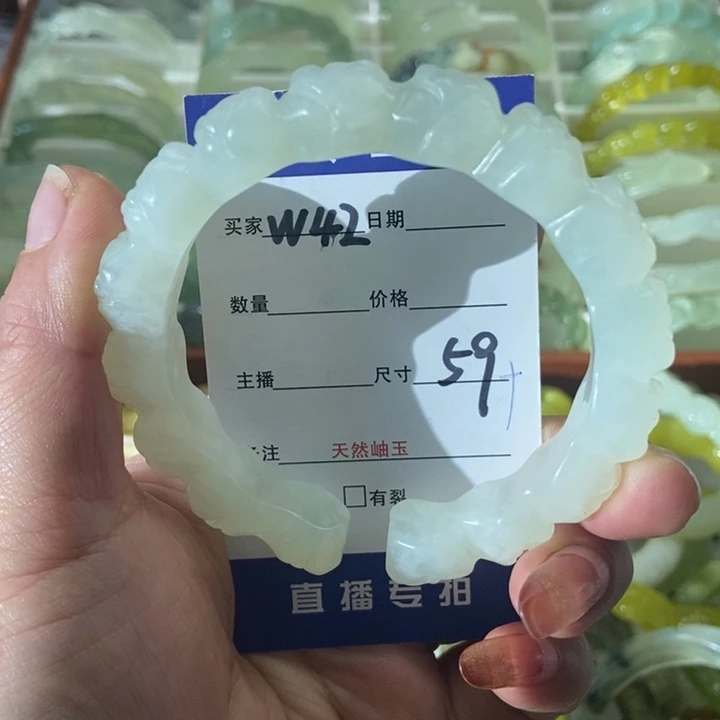 买家 W42 日期
数量 价格
主播 尺寸 59
注 天然岫玉
□有裂
直播专拍